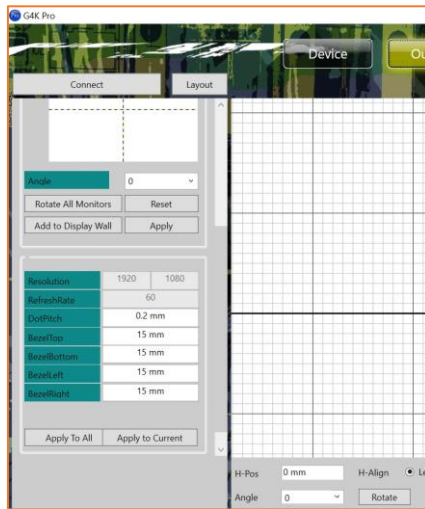 G4K Pro
Device
Ou
Connect
Layout
Angle 0
Rotate All Monitors Reset
Add to Display Wall Apply
Resolution 1920 1080
RefreshRate 60
DotPitch 0.2 mm
BezelTop 15 mm
BezelBottom 15 mm
BezelLeft 15 mm
BezelRight 15 mm
Apply To All Apply to Current
H-Pos 0 mm H-Align Le
Angle 0 Rotate